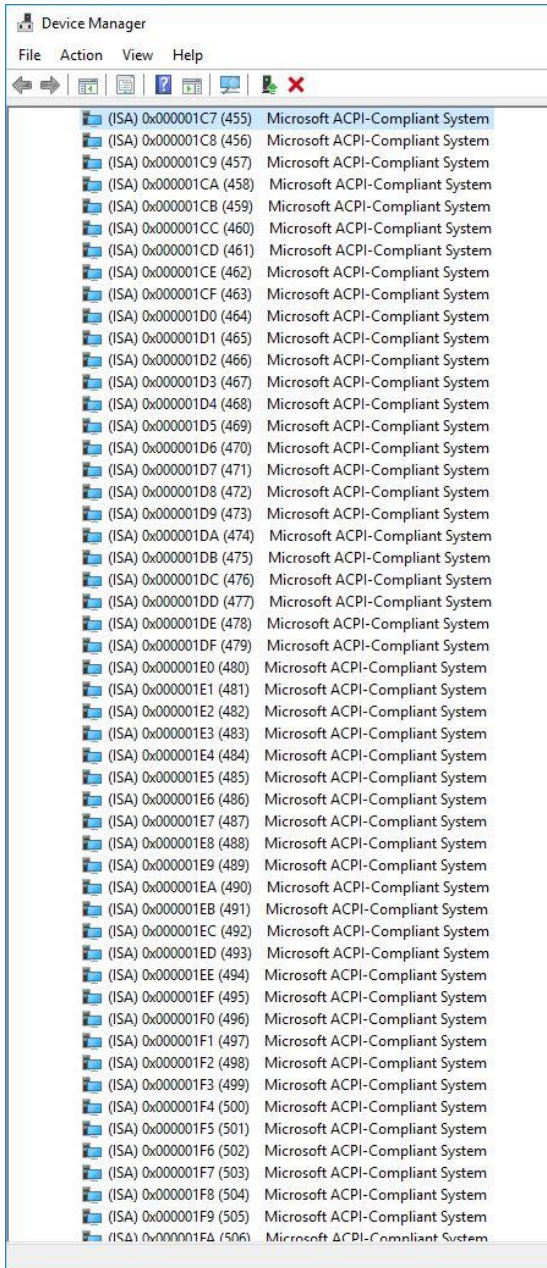 Device Manager
File Action View Help
(ISA) 0x000001C7 (455) Microsoft ACPI-Compliant System
(ISA) 0x000001C8 (456) Microsoft ACPI-Compliant System
(ISA) 0x000001C9 (457) Microsoft ACPI-Compliant System
(ISA) 0x000001CA (458) Microsoft ACPI-Compliant System
(ISA) 0x000001CB (459) Microsoft ACPI-Compliant System
(ISA) 0x000001CC (460) Microsoft ACPI-Compliant System
(ISA) 0x000001CD (461) Microsoft ACPI-Compliant System
(ISA) 0x000001CE (462) Microsoft ACPI-Compliant System
(ISA) 0x000001CF (463) Microsoft ACPI-Compliant System
(ISA) 0x000001D0 (464) Microsoft ACPI-Compliant System
(ISA) 0x000001D1 (465) Microsoft ACPI-Compliant System
(ISA) 0x000001D2 (466) Microsoft ACPI-Compliant System
(ISA) 0x000001D3 (467) Microsoft ACPI-Compliant System
(ISA) 0x000001D4 (468) Microsoft ACPI-Compliant System
(ISA) 0x000001D5 (469) Microsoft ACPI-Compliant System
(ISA) 0x000001D6 (470) Microsoft ACPI-Compliant System
(ISA) 0x000001D7 (471) Microsoft ACPI-Compliant System
(ISA) 0x000001D8 (472) Microsoft ACPI-Compliant System
(ISA) 0x000001D9 (473) Microsoft ACPI-Compliant System
(ISA) 0x000001DA (474) Microsoft ACPI-Compliant System
(ISA) 0x000001DB (475) Microsoft ACPI-Compliant System
(ISA) 0x000001DC (476) Microsoft ACPI-Compliant System
(ISA) 0x000001DD (477) Microsoft ACPI-Compliant System
(ISA) 0x000001DE (478) Microsoft ACPI-Compliant System
(ISA) 0x000001DF (479) Microsoft ACPI-Compliant System
(ISA) 0x000001E0 (480) Microsoft ACPI-Compliant System
(ISA) 0x000001E1 (481) Microsoft ACPI-Compliant System
(ISA) 0x000001E2 (482) Microsoft ACPI-Compliant System
(ISA) 0x000001E3 (483) Microsoft ACPI-Compliant System
(ISA) 0x000001E4 (484) Microsoft ACPI-Compliant System
(ISA) 0x000001E5 (485) Microsoft ACPI-Compliant System
(ISA) 0x000001E6 (486) Microsoft ACPI-Compliant System
(ISA) 0x000001E7 (487) Microsoft ACPI-Compliant System
(ISA) 0x000001E8 (488) Microsoft ACPI-Compliant System
(ISA) 0x000001E9 (489) Microsoft ACPI-Compliant System
(ISA) 0x000001EA (490) Microsoft ACPI-Compliant System
(ISA) 0x000001EB (491) Microsoft ACPI-Compliant System
(ISA) 0x000001EC (492) Microsoft ACPI-Compliant System
(ISA) 0x000001ED (493) Microsoft ACPI-Compliant System
(ISA) 0x000001EE (494) Microsoft ACPI-Compliant System
(ISA) 0x000001EF (495) Microsoft ACPI-Compliant System
(ISA) 0x000001F0 (496) Microsoft ACPI-Compliant System
(ISA) 0x000001F1 (497) Microsoft ACPI-Compliant System
(ISA) 0x000001F2 (498) Microsoft ACPI-Compliant System
(ISA) 0x000001F3 (499) Microsoft ACPI-Compliant System
(ISA) 0x000001F4 (500) Microsoft ACPI-Compliant System
(ISA) 0x000001F5 (501) Microsoft ACPI-Compliant System
(ISA) 0x000001F6 (502) Microsoft ACPI-Compliant System
(ISA) 0x000001F7 (503) Microsoft ACPI-Compliant System
(ISA) 0x000001F8 (504) Microsoft ACPI-Compliant System
(ISA) 0x000001F9 (505) Microsoft ACPI-Compliant System
(ISA) 0x000001FA (506) Microsoft ACPI-Compliant System